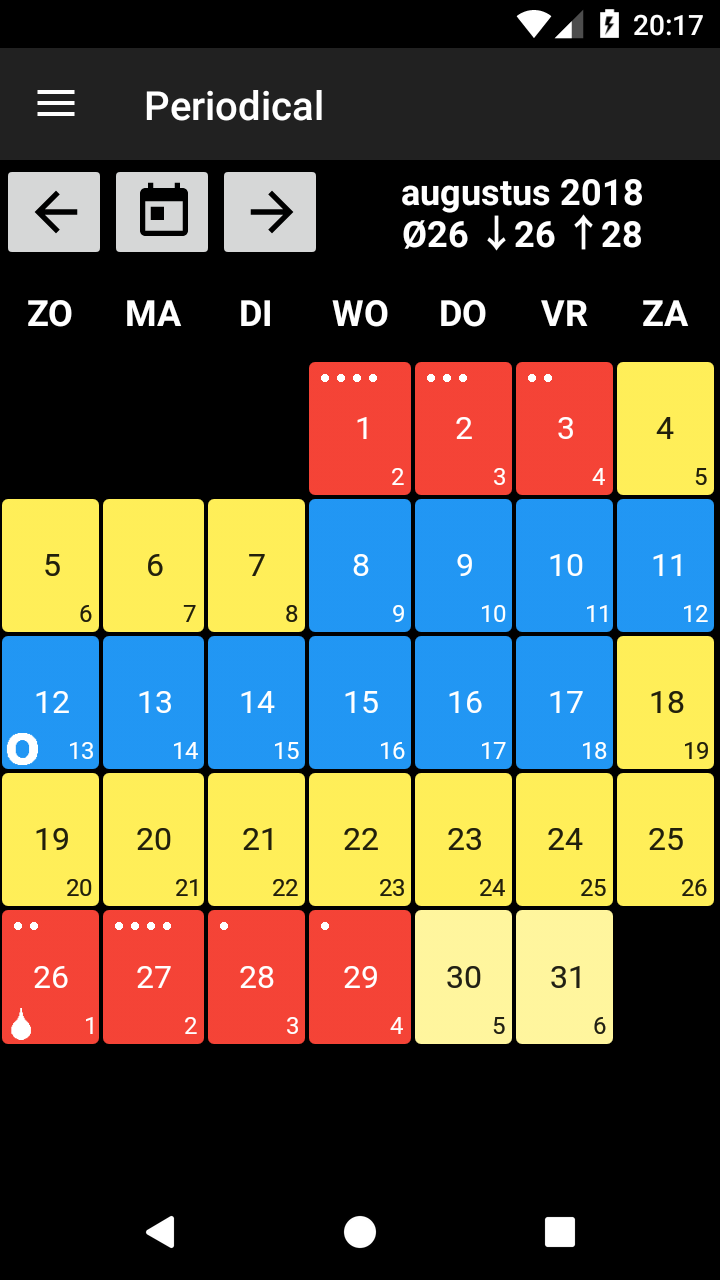 20:17
Periodical
augustus 2018
Ø26 ↓26 ↑28
ZO MA DI WO DO VR ZA
1 2 3 4
2 3 4 5
5 6 7 8 9 10 11
6 7 8 9 10 11 12
12 13 14 15 16 17 18
O 13 14 15 16 17 18 19
19 20 21 22 23 24 25
20 21 22 23 24 25 26
26 27 28 29 30 31
1 2 3 4 5 6